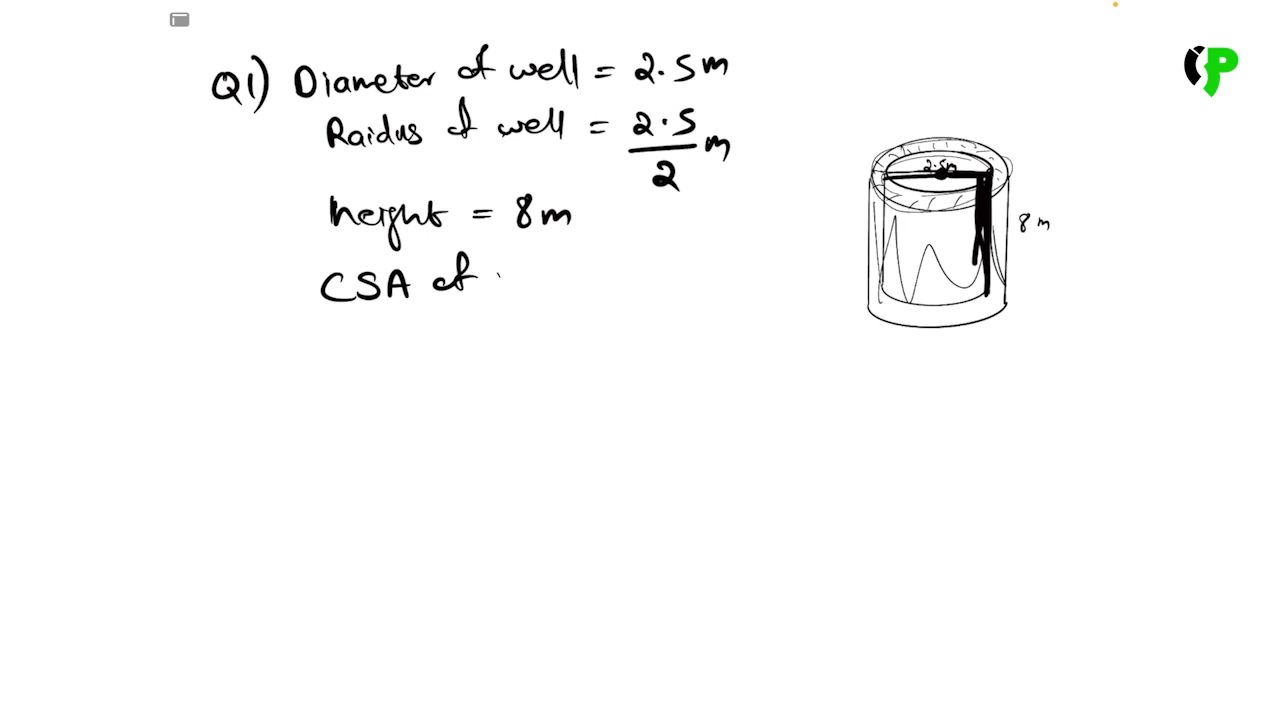 Q1) Diameter of well = 2.5 m
Raidus of well = 2.5/2 m
height = 8 m
CSA of
2.5m
8 m
P